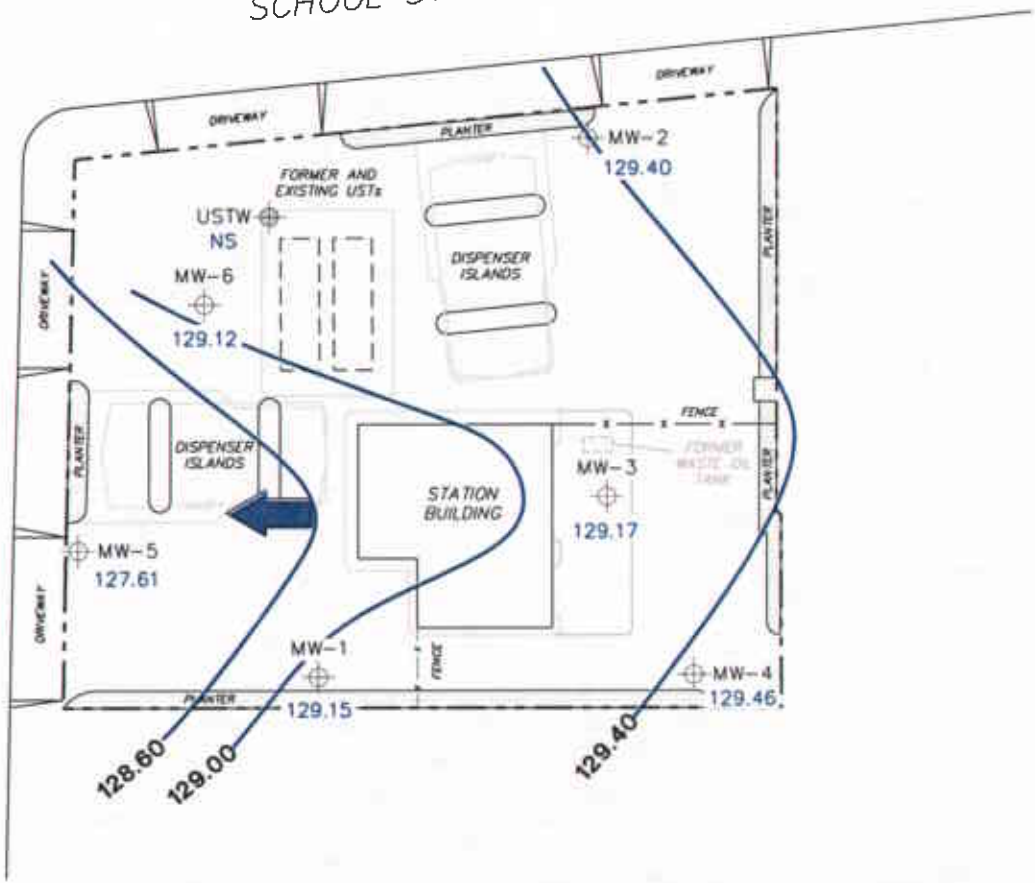 SCHOOL
DRIVEWAY
DRIVEWAY
PLANTER
MW-2
129.40
FORMER AND
EXISTING USTs
USTW
NS
PLANTER
DISPENSER
ISLANDS
MW-6
129.12
DRIVEWAY
FENCE
FORMER
WASTE OIL
TANK
PLANTER
DISPENSER
ISLANDS
PLANTER
MW-3
129.17
STATION
BUILDING
MW-5
127.61
DRIVEWAY
MW-1
129.15
FENCE
MW-4
129.46
PLANTER
128.60
129.00
129.40